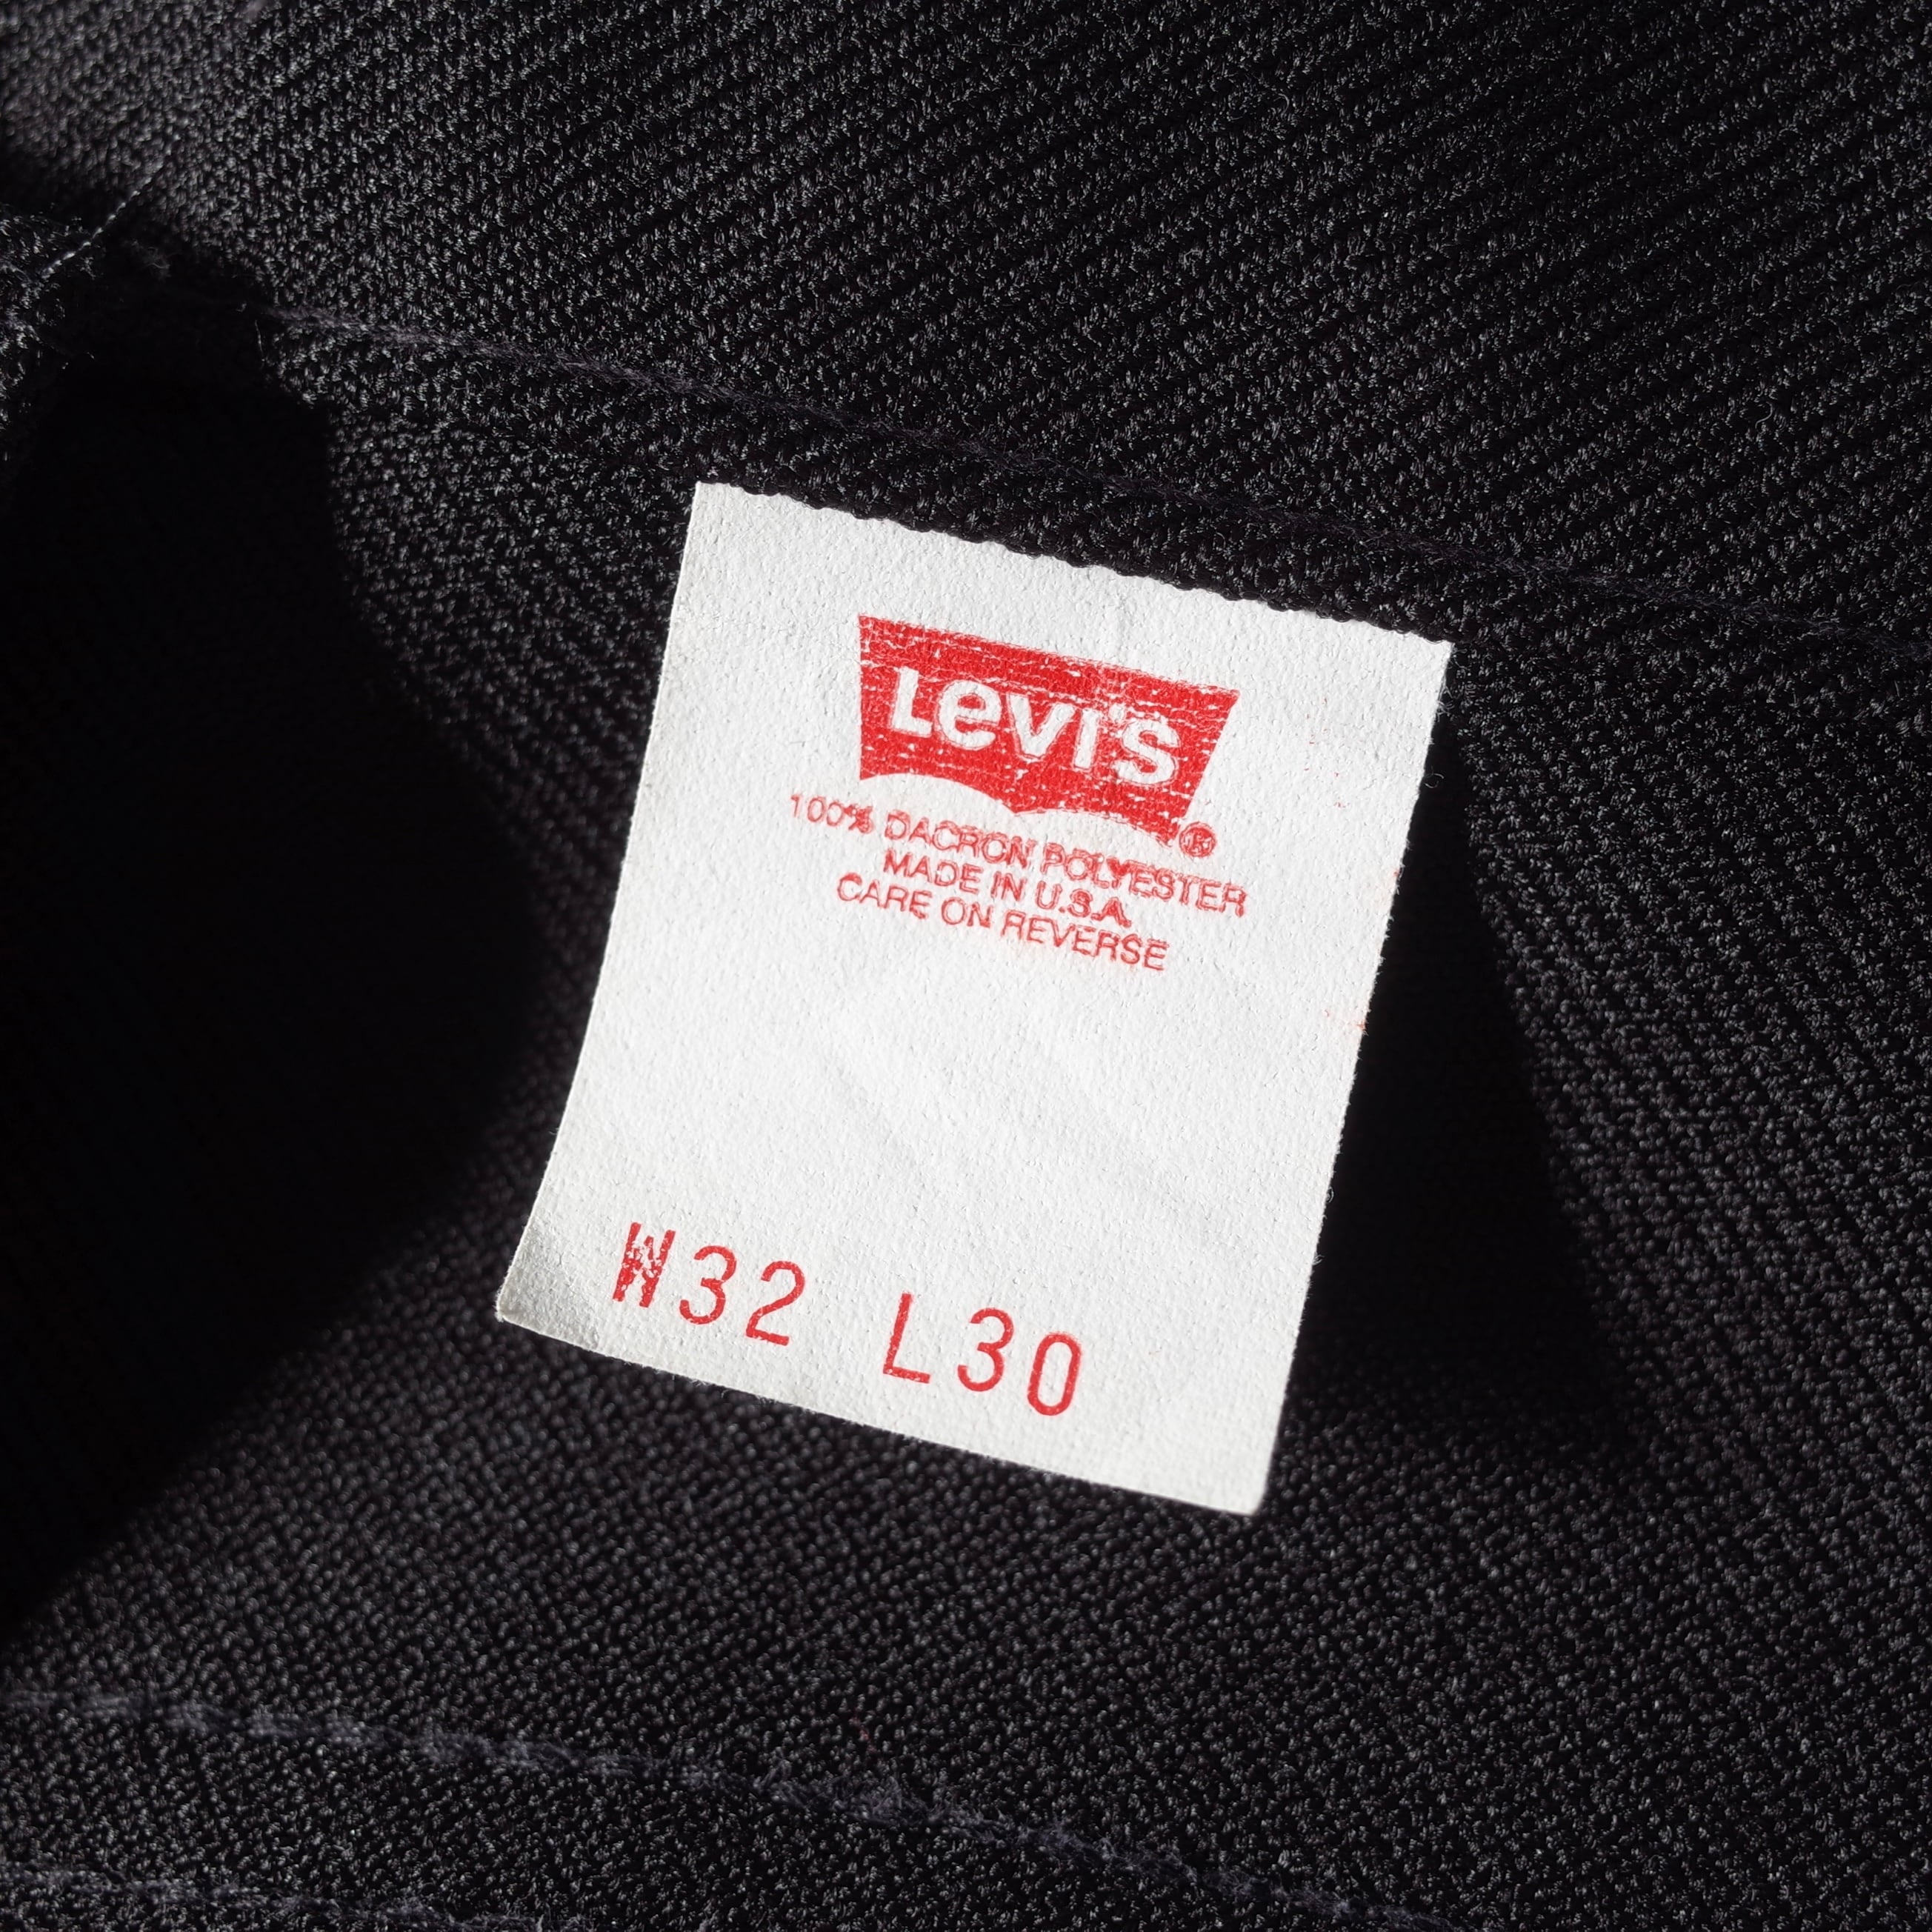 Levi's ®
100% DACRON POLYESTER
MADE IN U.S.A.
CARE ON REVERSE
W32 L30